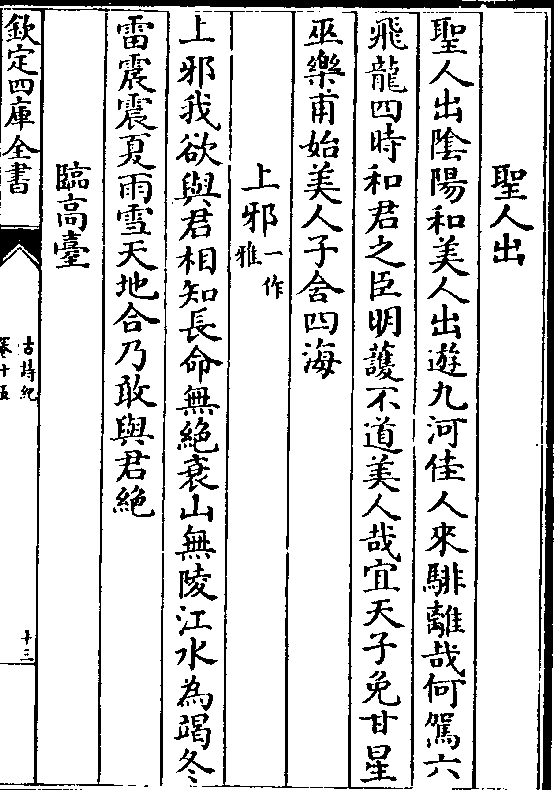 聖人出
聖人出陰陽和美人出遊九河佳人來騑離哉何駕六
飛龍四時和君之臣明護不道美人哉宜天子免甘星
巫樂甫始美人子含四海
上邪一作雅
上邪我欲與君相知長命無絶衰山無陵江水為竭冬
雷震震夏雨雪天地合乃敢與君絶
臨高臺
欽定四庫全書
古詩紀
卷十五
十三